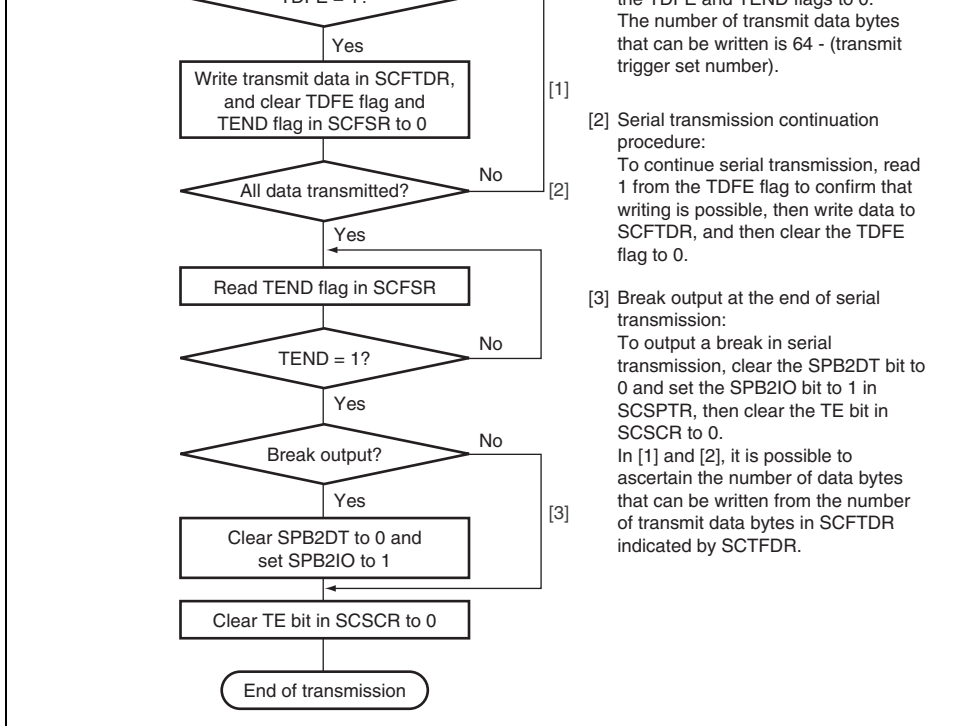 TDFE = 1?
Yes
Write transmit data in SCFTDR,
and clear TDFE flag and
TEND flag in SCFSR to 0
[1]
All data transmitted?
No
[2]
Yes
Read TEND flag in SCFSR
TEND = 1?
No
Yes
Break output?
No
Yes
[3]
Clear SPB2DT to 0 and
set SPB2IO to 1
Clear TE bit in SCSCR to 0
End of transmission
the TDFE and TEND flags to 0.
The number of transmit data bytes
that can be written is 64 - (transmit
trigger set number).
[2] Serial transmission continuation
procedure:
To continue serial transmission, read
1 from the TDFE flag to confirm that
writing is possible, then write data to
SCFTDR, and then clear the TDFE
flag to 0.
[3] Break output at the end of serial
transmission:
To output a break in serial
transmission, clear the SPB2DT bit to
0 and set the SPB2IO bit to 1 in
SCSPTR, then clear the TE bit in
SCSCR to 0.
In [1] and [2], it is possible to
ascertain the number of data bytes
that can be written from the number
of transmit data bytes in SCFTDR
indicated by SCTFDR.